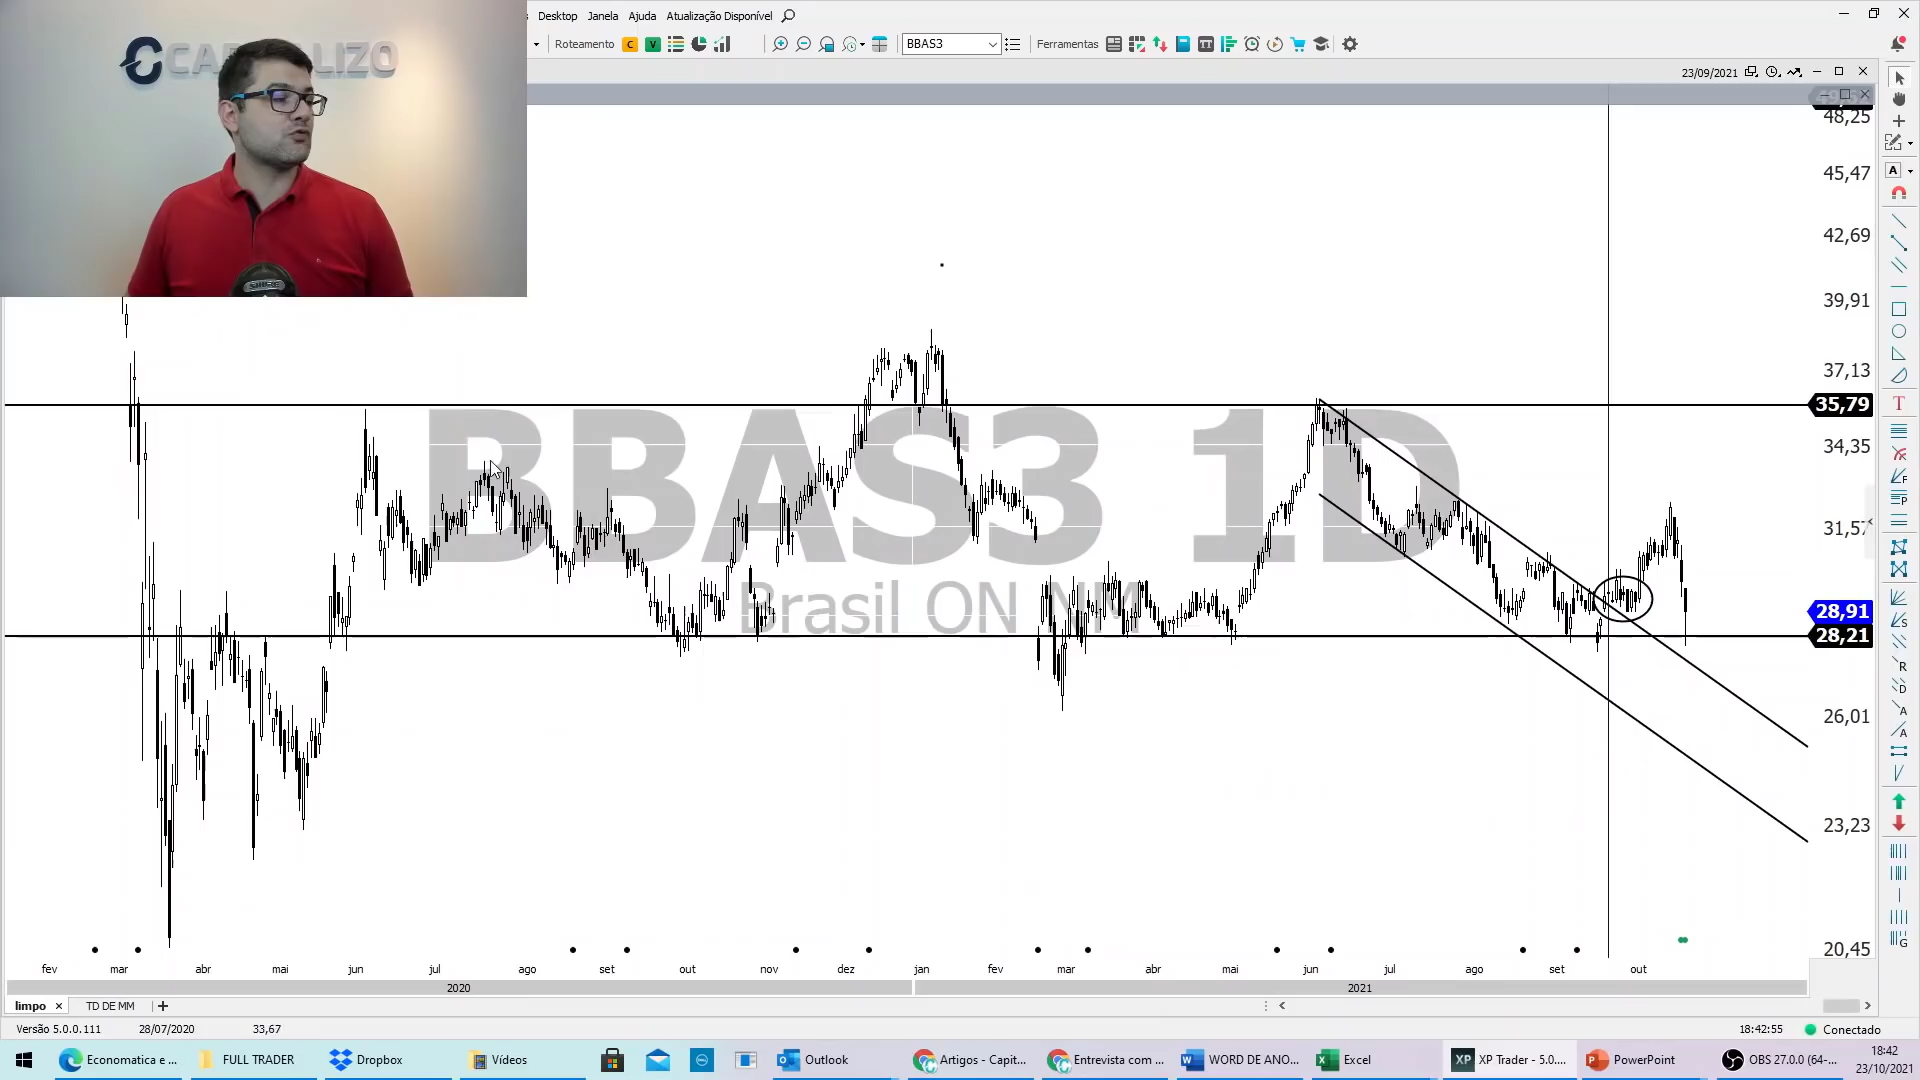 Desktop Janela Ajuda Atualização Disponível
Roteamento C V BBAS3 Ferramentas
23/09/2021
48,25
45,47
42,69
39,91
37,13
35,79
34,35
31,57
28,91
28,21
26,01
23,23
20,45
BBAS3 1D
Brasil ON NM
fev mar abr mai jun jul ago set out nov dez jan fev mar abr mai jun jul ago set out
2020 2021
limpo TD DE MM
Versão 5.0.0.111 28/07/2020 33,67 18:42:55 Conectado
Economatica e ... FULL TRADER Dropbox Vídeos Outlook Artigos - Capit... Entrevista com ... WORD DE ANO... Excel XP Trader - 5.0.... PowerPoint OBS 27.0.0 (64-...
18:42
23/10/2021
SHURE